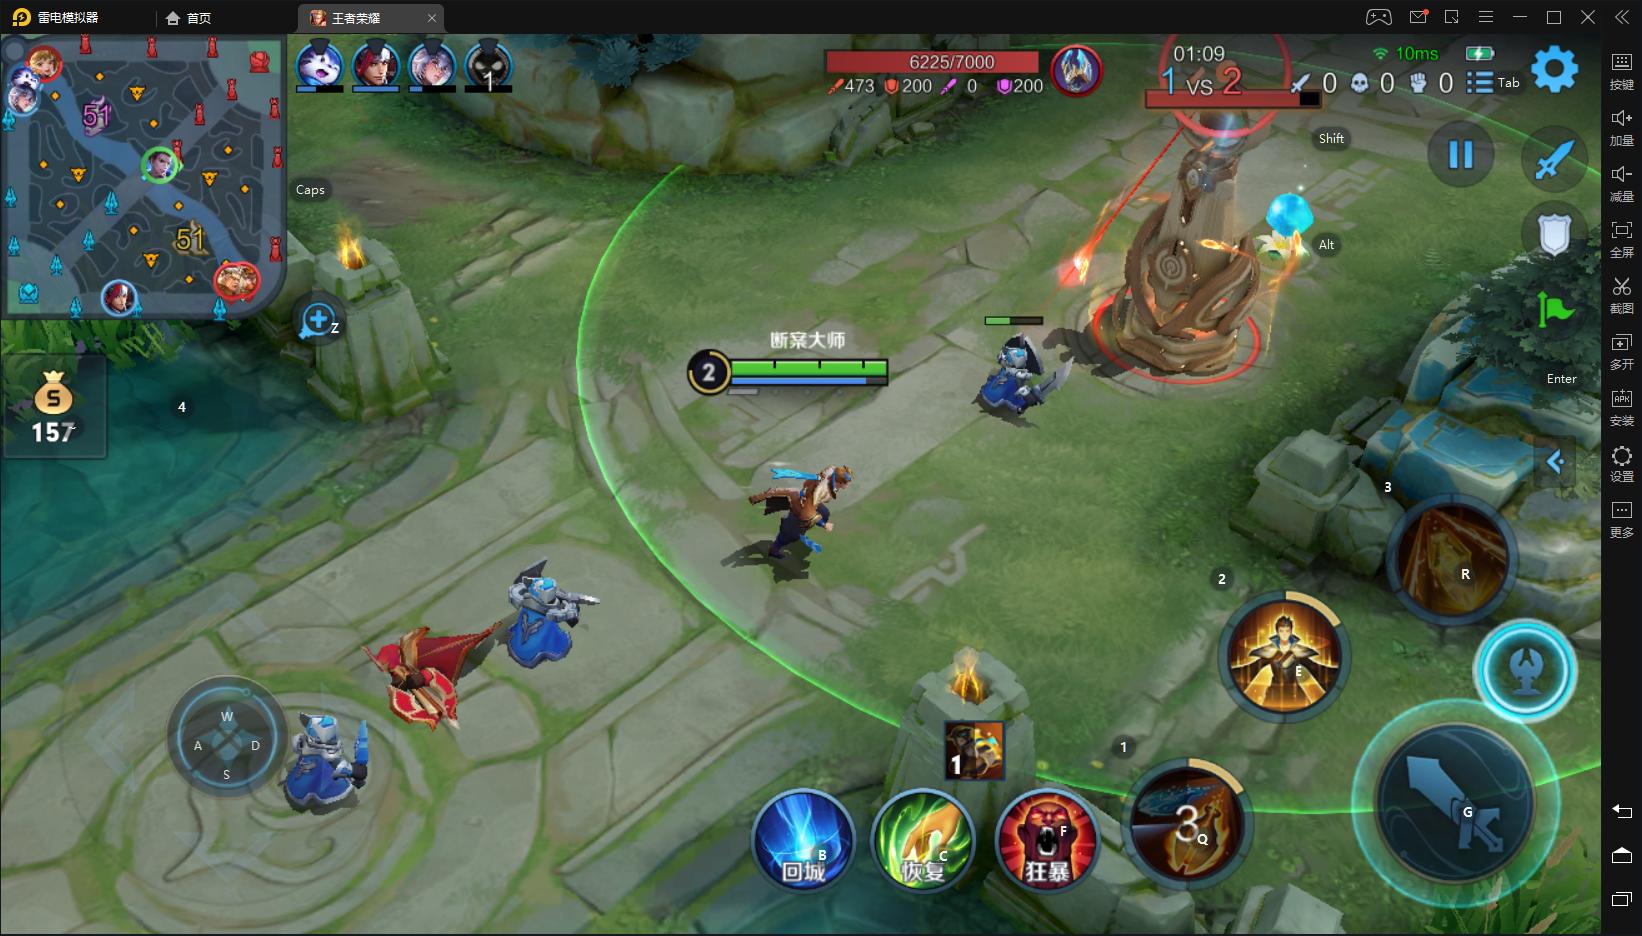 雷电模拟器
首页
王者荣耀
×
51
51
1
6225/7000
473
200
0
200
01:09
1 VS 2
0
0
0
10ms
Tab
Shift
Alt
Caps
Z
157
4
断案大师
2
Enter
3
R
2
E
1
3
Q
G
W
A
D
S
1
B
回城
C
恢复
F
狂暴
按键
加量
减量
全屏
截图
多开
APK
安装
设置
更多